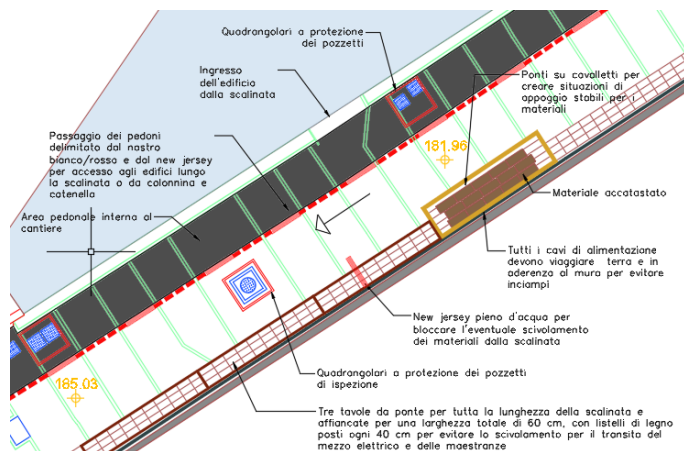 Quadrangolari a protezione
dei pozzetti
Ingresso
dell'edificia
dalla scalinata
Ponti su cavalletti per
creare situazioni di
appoggio stabili per i
materiali
Passaggio dei pedoni
delimitato dal nastro
bianco/rosso e dal new jersey
per accesso agli edifici lungo
la scalinata o da colonnina e
catenella
181.96
Materiale accatastato
Area pedonale interna al
cantiere
Tutti i cavi di alimentazione
devono viaggiare terra e in
aderenza al mura per evitare
inciampi
New jersey pieno d'acqua per
bloccare l'eventuale scivolamento
dei materiali dalla scalinata
Quadrangolari a protezione dei pozzetti
di ispezione
165.03
Tre tavole da ponte per tutta la lunghezza della scalinata e
affiancate per una larghezza totale di 60 cm, con listelli di legno
posti ogni 40 cm per evitare lo scivalamento per il transito del
mezzo elettrico e delle maestranze